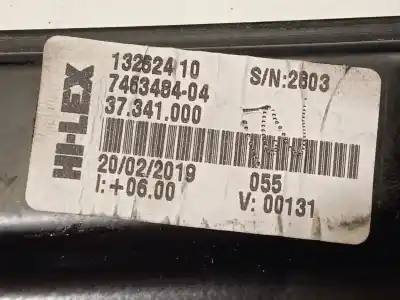 HI-LEX
13262410 S/N:2803
7463484-04
37.341.000
20/02/2019 055
I:+06.00 V: 00131